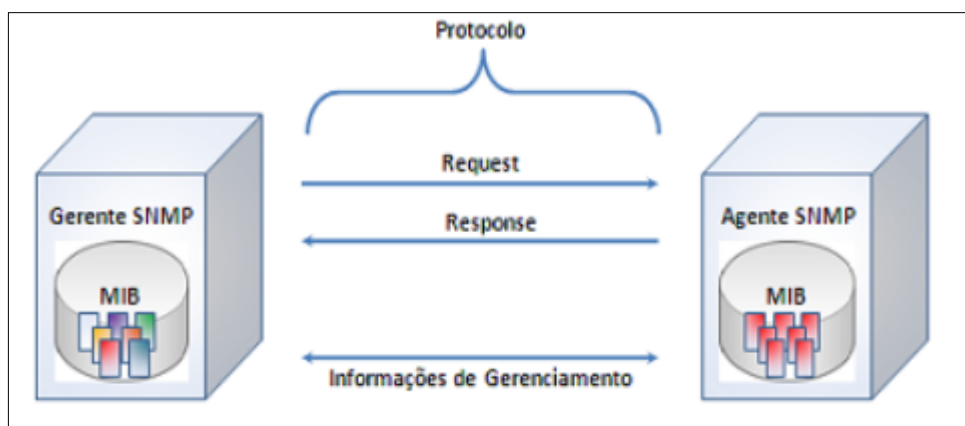 Protocolo
Request
Gerente SNMP
Agente SNMP
Response
MIB
MIB
Informações de Gerenciamento